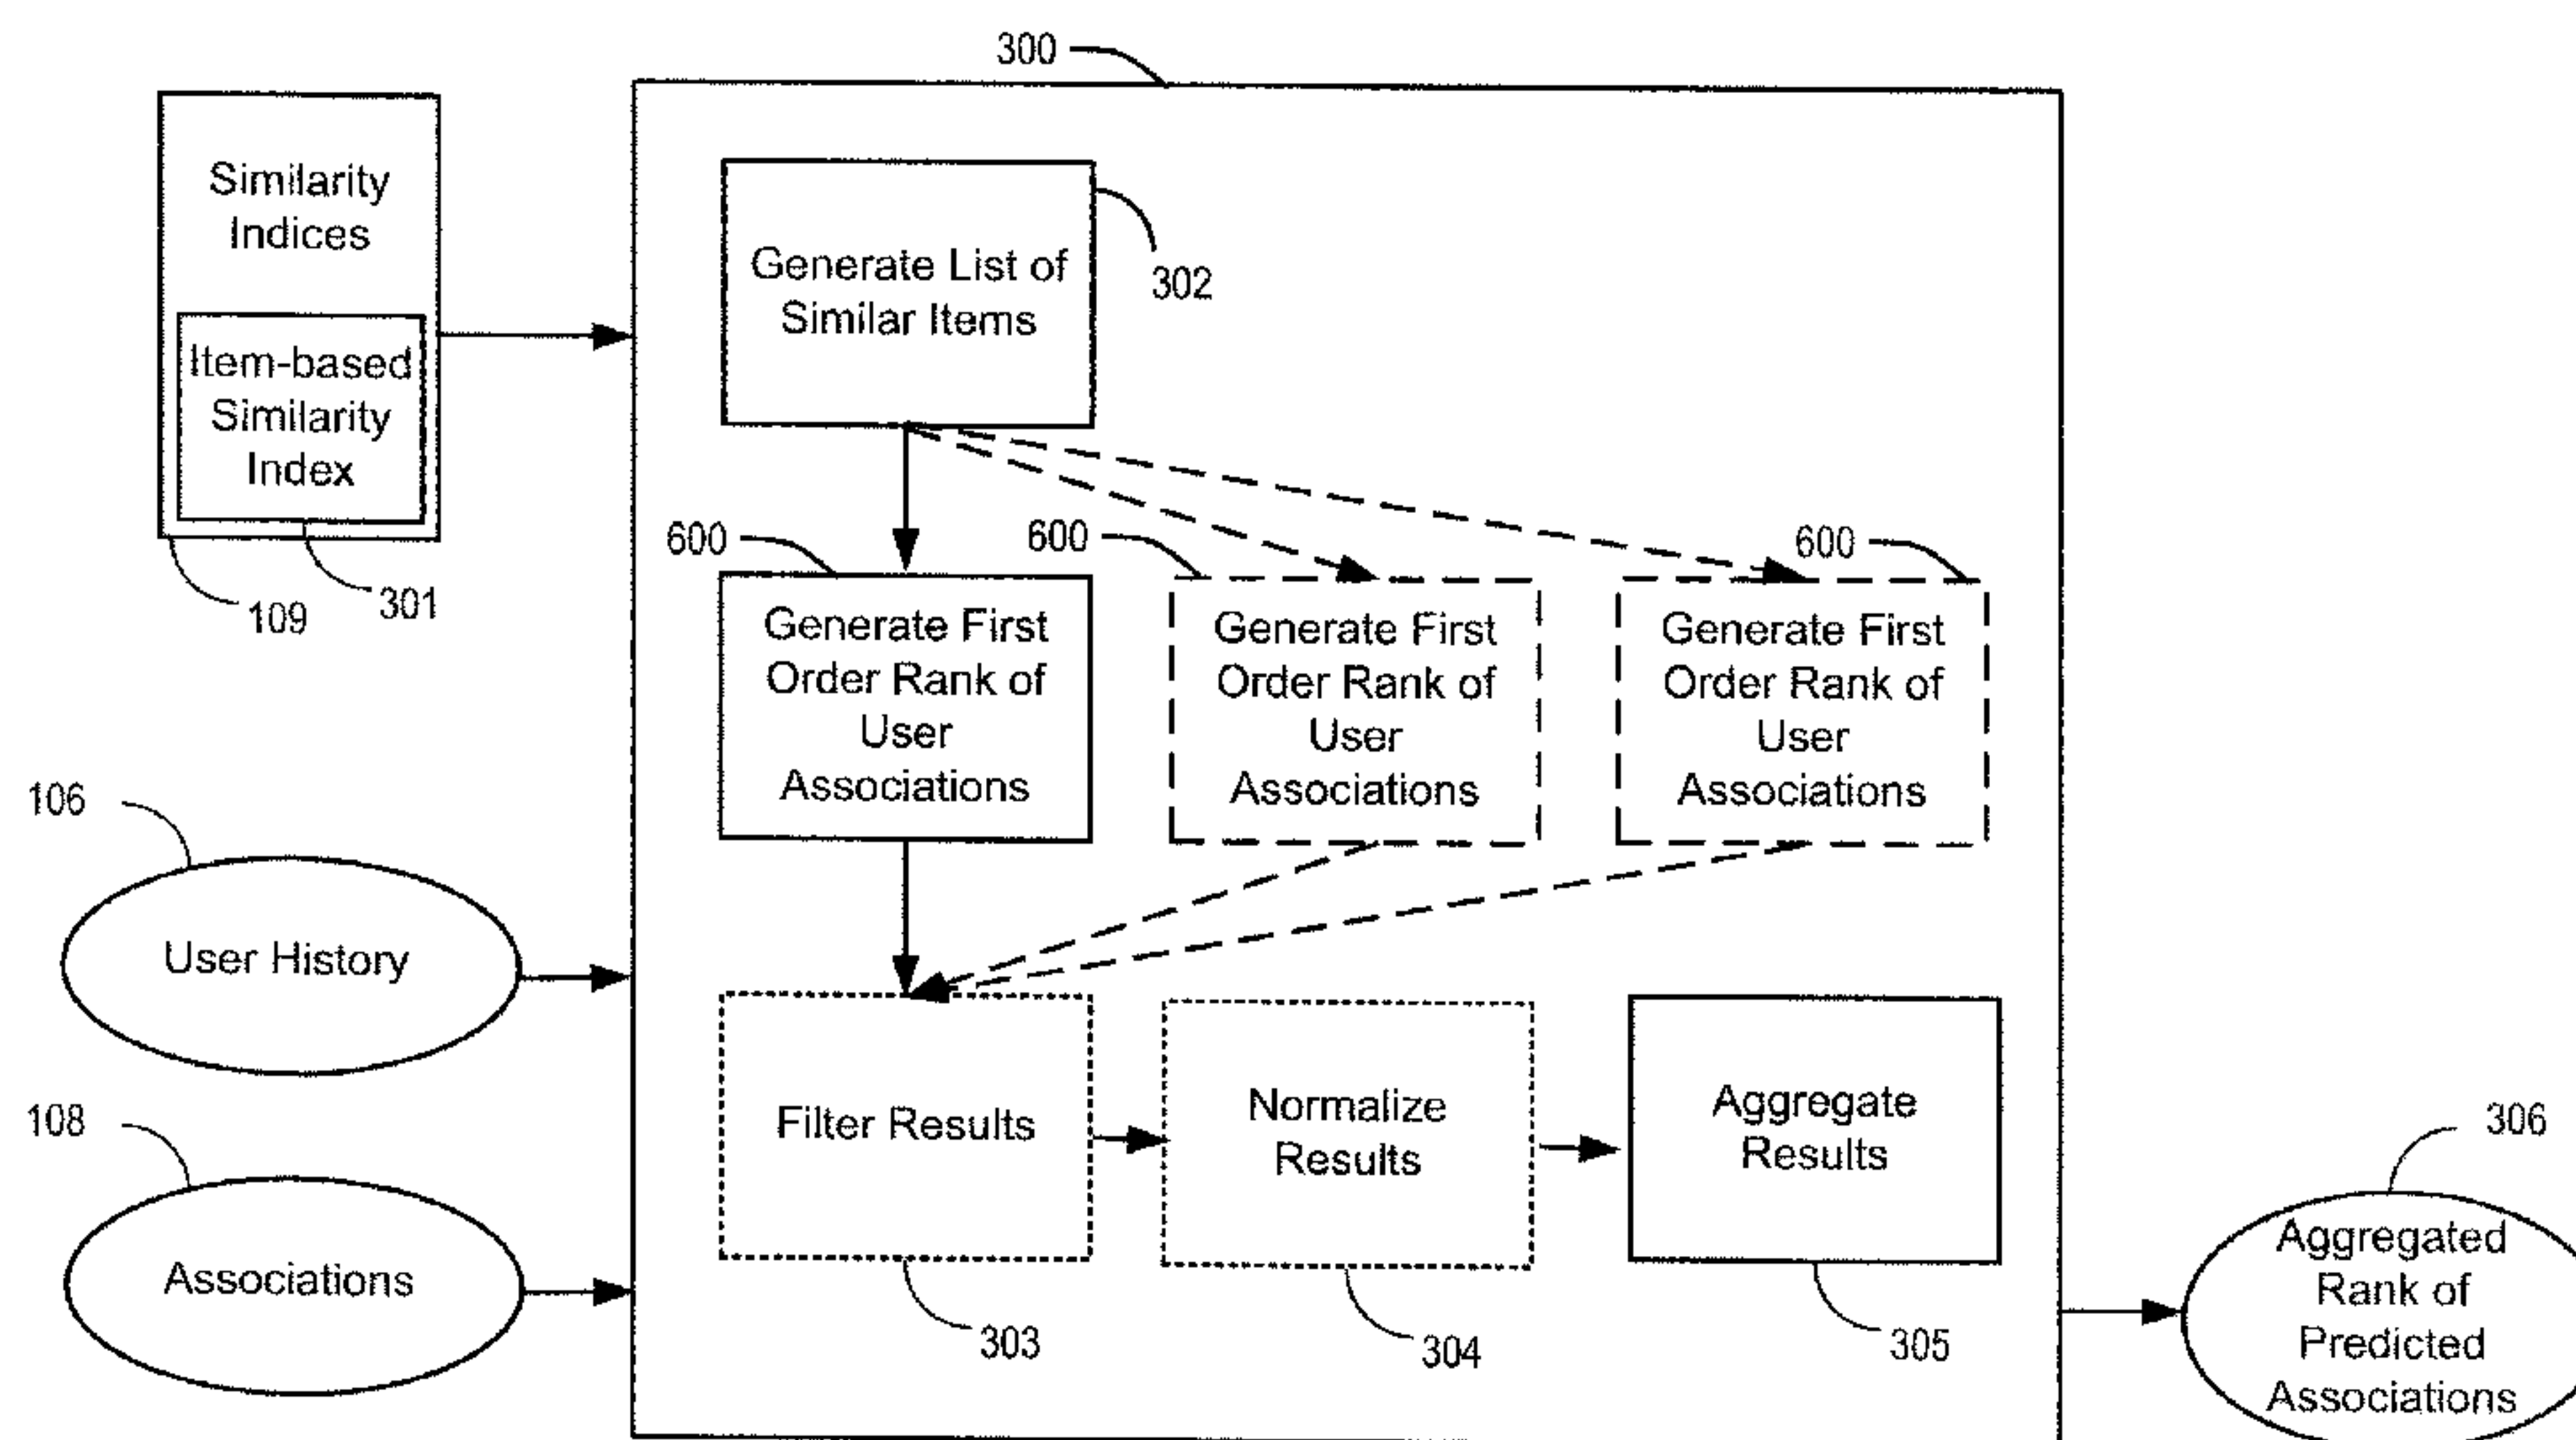 300
Similarity
Indices
Item-based
Similarity
Index
109
301
Generate List of
Similar Items
302
600
Generate First
Order Rank of
User
Associations
600
Generate First
Order Rank of
User
Associations
600
Generate First
Order Rank of
User
Associations
106
User History
108
Associations
Filter Results
303
Normalize
Results
304
Aggregate
Results
305
306
Aggregated
Rank of
Predicted
Associations